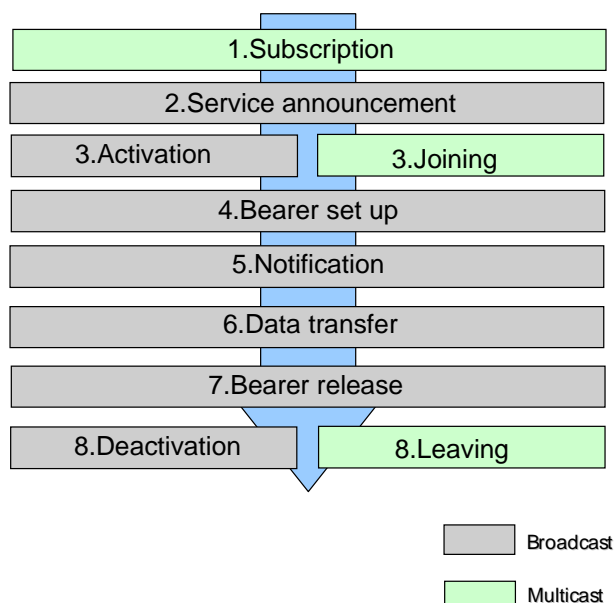 1.Subscription
2.Service announcement
3.Activation
3.Joining
4.Bearer set up
5.Notification
6.Data transfer
7.Bearer release
8.Deactivation
8.Leaving
Broadcast
Multicast